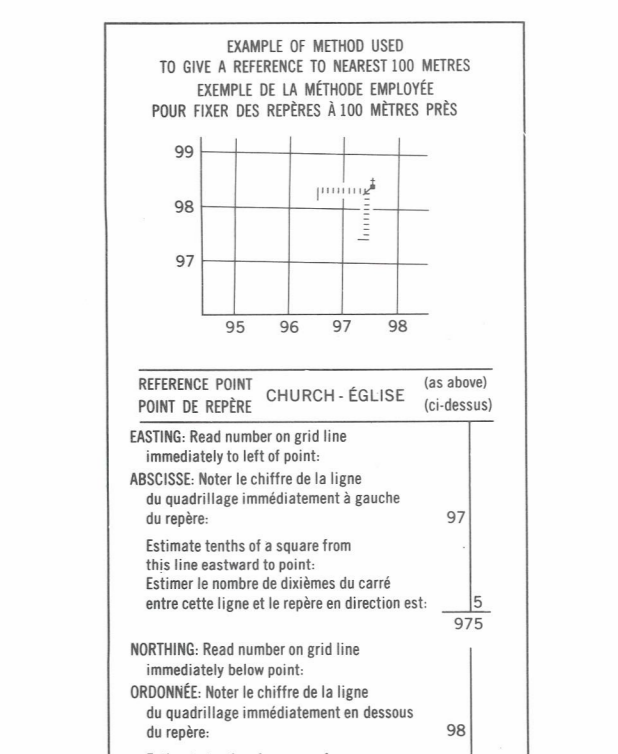 EXAMPLE OF METHOD USED
TO GIVE A REFERENCE TO NEAREST 100 METRES
EXEMPLE DE LA MÉTHODE EMPLOYÉE
POUR FIXER DES REPÈRES À 100 MÈTRES PRÈS
99
98
97
95 96 97 98
REFERENCE POINT
POINT DE REPÈRE
CHURCH - ÉGLISE
(as above)
(ci-dessus)
EASTING: Read number on grid line
immediately to left of point:
ABSCISSE: Noter le chiffre de la ligne
du quadrillage immédiatement à gauche
du repère: 97
Estimate tenths of a square from
this line eastward to point:
Estimer le nombre de dixièmes du carré
entre cette ligne et le repère en direction est: 5
975
NORTHING: Read number on grid line
immediately below point:
ORDONNÉE: Noter le chiffre de la ligne
du quadrillage immédiatement en dessous
du repère: 98